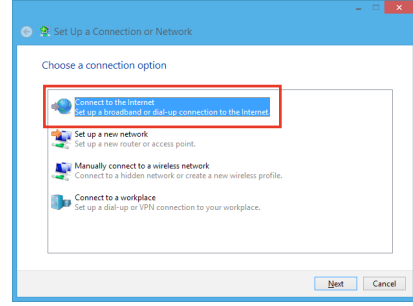 Set Up a Connection or Network
Choose a connection option
Connect to the Internet
Set up a broadband or dial-up connection to the Internet.
Set up a new network
Set up a new router or access point.
Manually connect to a wireless network
Connect to a hidden network or create a new wireless profile.
Connect to a workplace
Set up a dial-up or VPN connection to your workplace.
Next Cancel